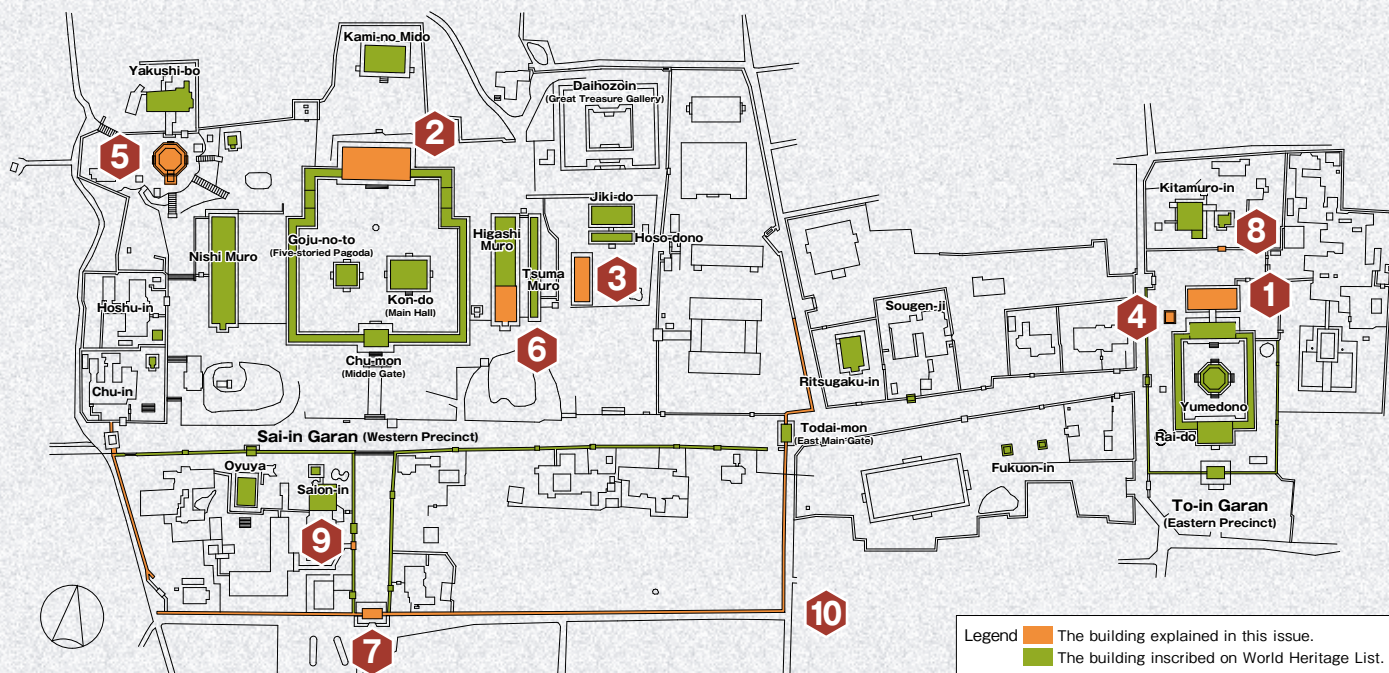 Kami-no Mido
Yakushi-bo
Daihozoin
(Great Treasure Gallery)
2
5
Jiki-do
Hoso-dono
Higashi
Muro
Tsuma
Muro
3
Goju-no-to
(Five-storied Pagoda)
Nishi Muro
Kon-do
(Main Hall)
Hoshu-in
Chu-mon
(Middle Gate)
6
Chu-in
Kitamuro-in
8
1
4
Sougen-ji
Ritsugaku-in
Yumedono
Rai-do
Sai-in Garan (Western Precinct)
Todai-mon
(East Main Gate)
Fukuon-in
Oyuya
Saion-in
To-in Garan
(Eastern Precinct)
9
10
7
Legend
The building explained in this issue.
The building inscribed on World Heritage List.